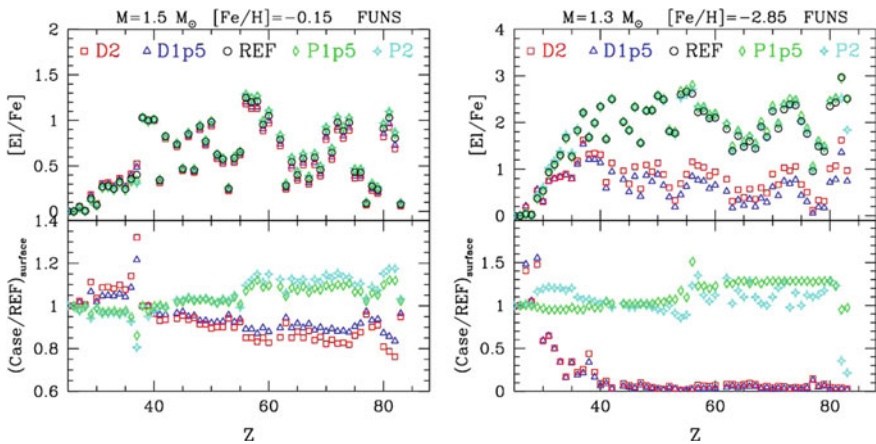 M=1.5 M⊙ [Fe/H]=−0.15 FUNS
D2 D1p5 REF P1p5 P2
[El/Fe]
2
1.5
1
0.5
0
(Case/REF)surface
1.4
1.2
1
0.8
0.6
40 60 80
Z
M=1.3 M⊙ [Fe/H]=−2.85 FUNS
D2 D1p5 REF P1p5 P2
[El/Fe]
4
3
2
1
0
(Case/REF)surface
1.5
1
0.5
0
40 60 80
Z